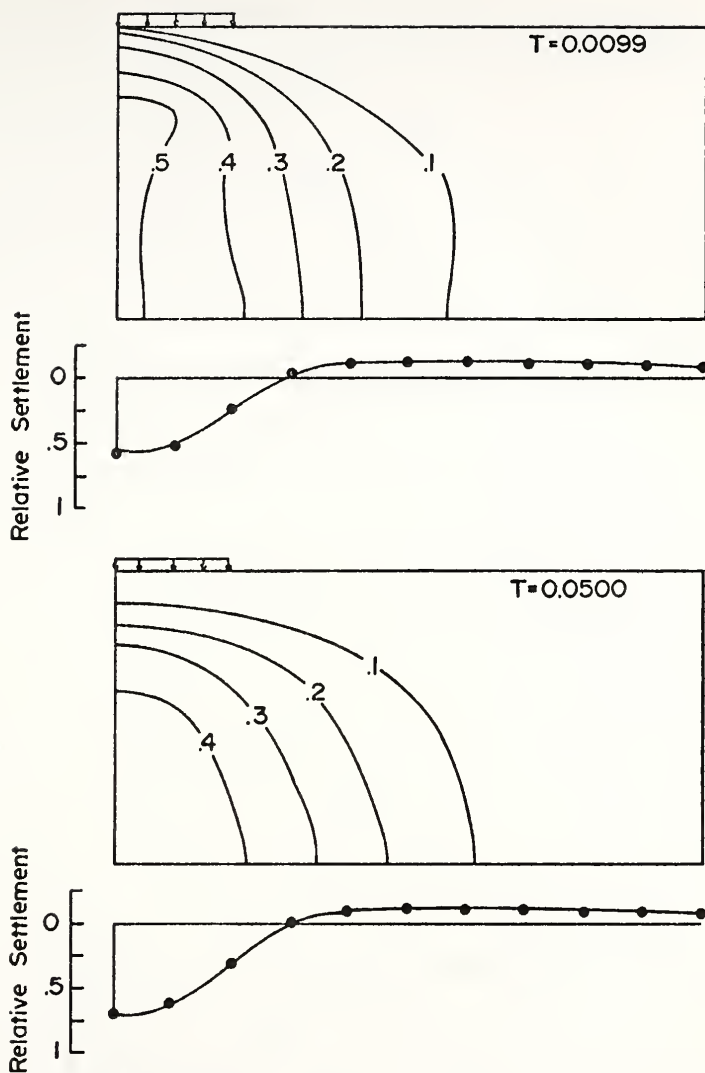 T=0.0099
.5 .4 .3 .2 .1
Relative Settlement
0
.5
1
T=0.0500
.4 .3 .2 .1
Relative Settlement
0
.5
1